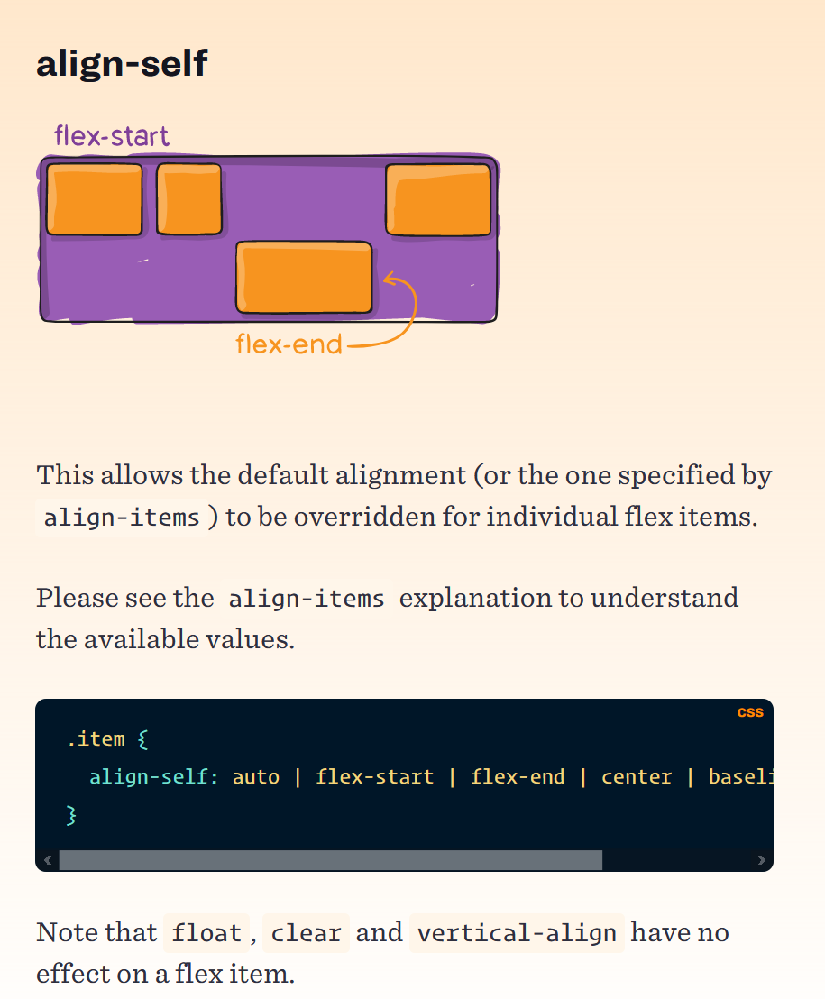 align-self
flex-start
flex-end
This allows the default alignment (or the one specified by
align-items) to be overridden for individual flex items.
Please see the align-items explanation to understand
the available values.
css
.item {
  align-self: auto | flex-start | flex-end | center | baseli
}
Note that float, clear and vertical-align have no
effect on a flex item.